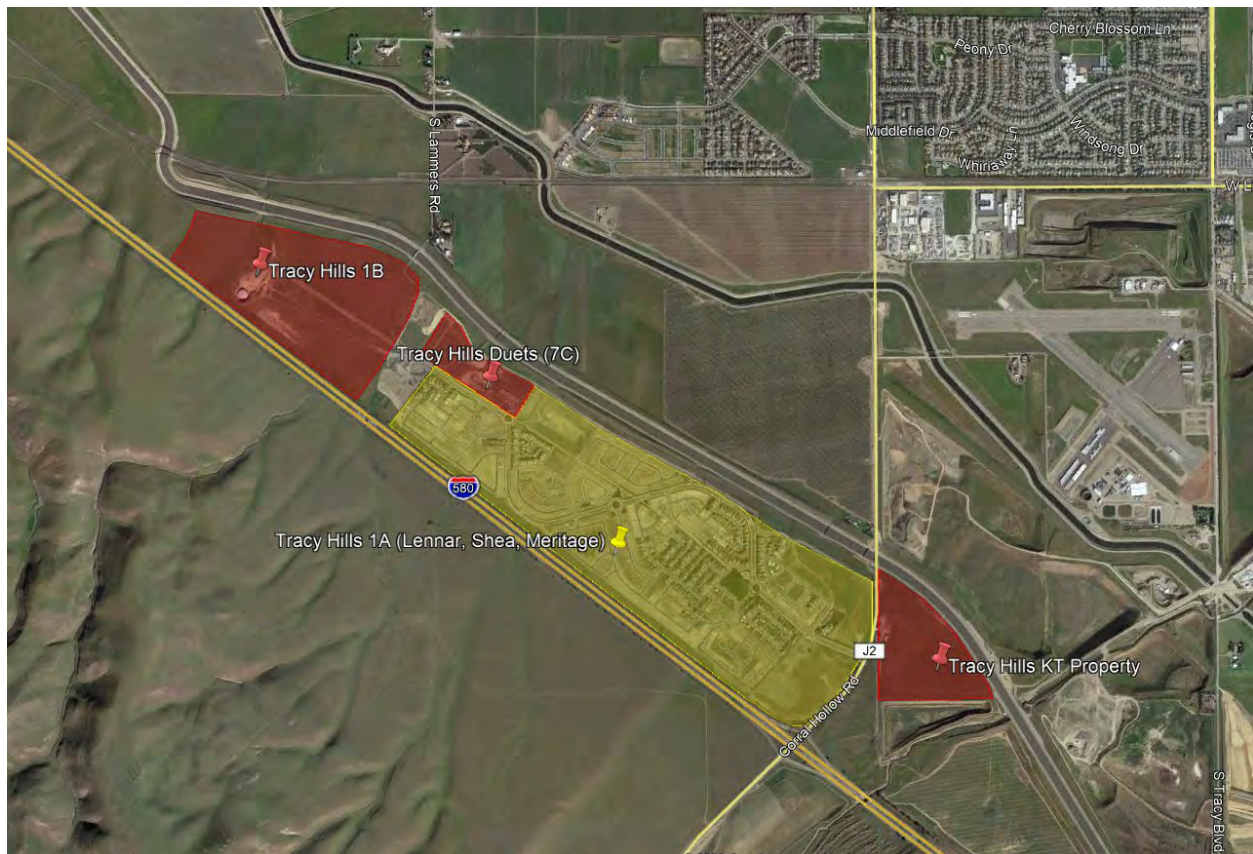 Cherry Blossom Ln
Peony Dr
Middlefield Dr
Windsong Dr
Whirlaway Ln
S Lammers Rd
W L
Tracy Hills 1B
Tracy Hills Duets (7C)
580
Tracy Hills 1A (Lennar, Shea, Meritage)
J2
Tracy Hills KT Property
Corral Hollow Rd
S Tracy Blvd